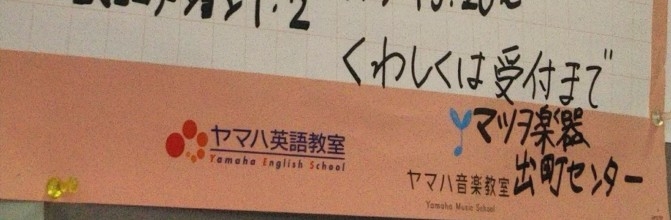 くわしくは受付まで
マツヲ楽器
出町センター
ヤマハ英語教室
Yamaha English School
ヤマハ音楽教室
Yamaha Music School